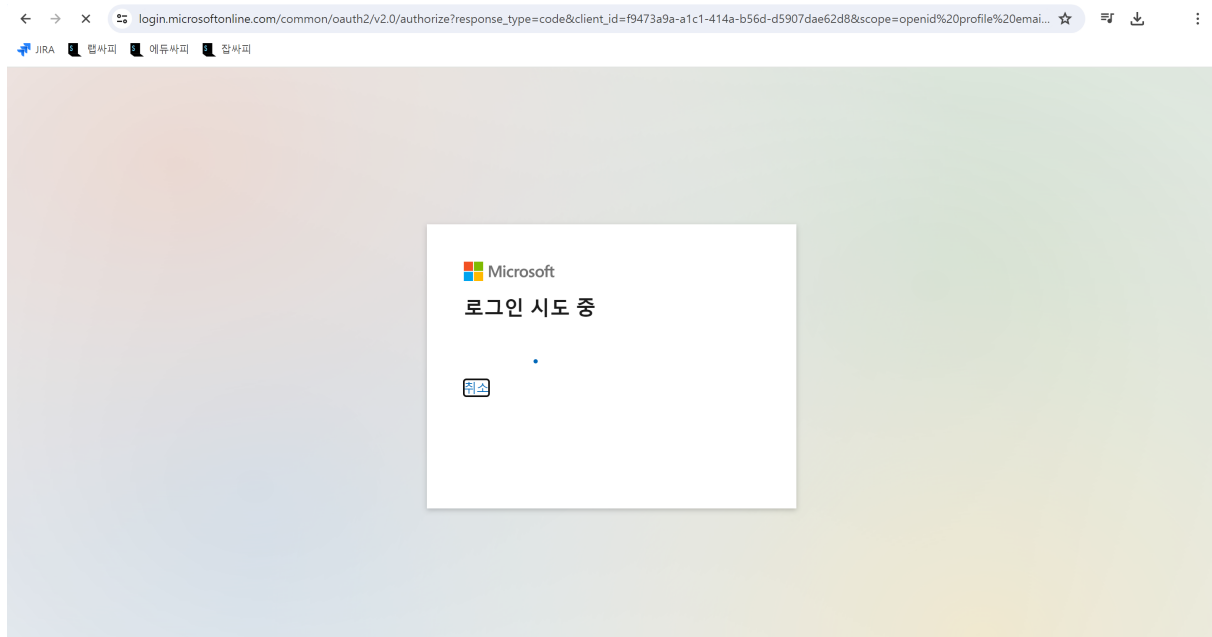 login.microsoftonline.com/common/oauth2/v2.0/authorize?response_type=code&client_id=f9473a9a-a1c1-414a-b56d-d5907dae62d8&scope=openid%20profile%20emai...
JIRA 랩싸피 에듀싸피 잡싸피
Microsoft
로그인 시도 중
취소